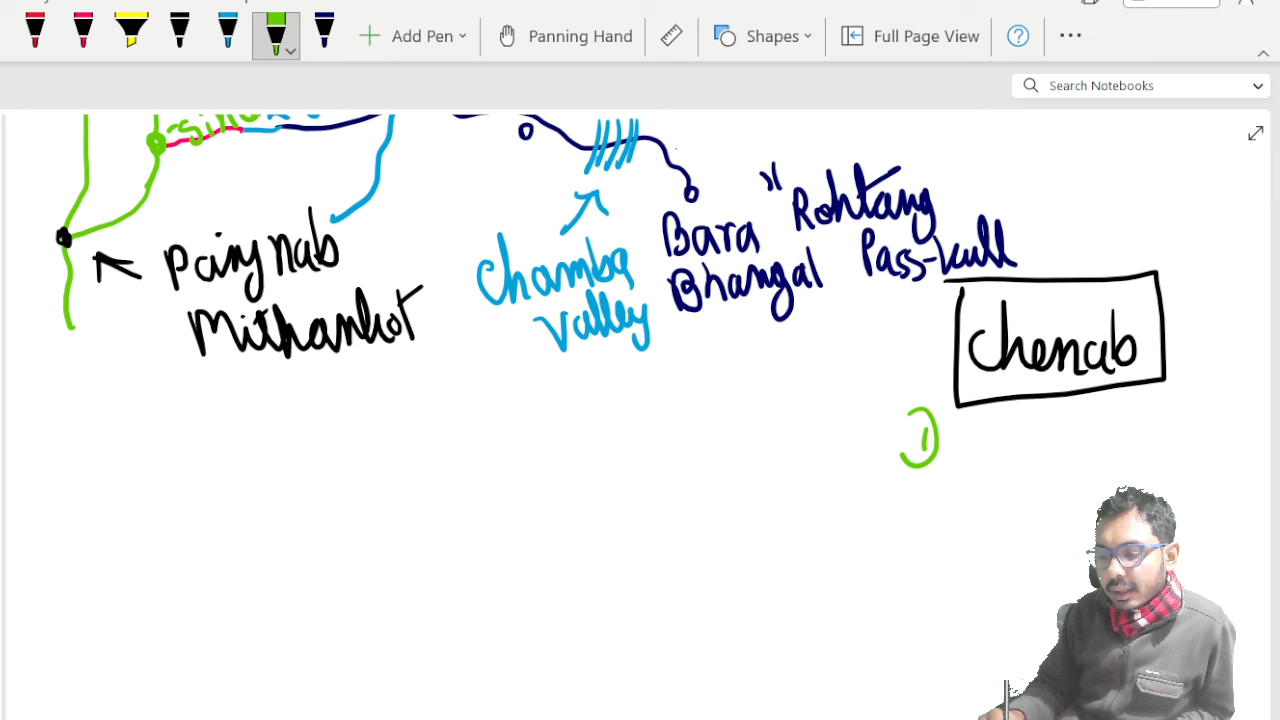 Add Pen
Panning Hand
Shapes
Full Page View
Search Notebooks
Chamba
Valley
Bara
Bhangal
"Rohtang
Pass-kull
Mithankot
Chenab
1